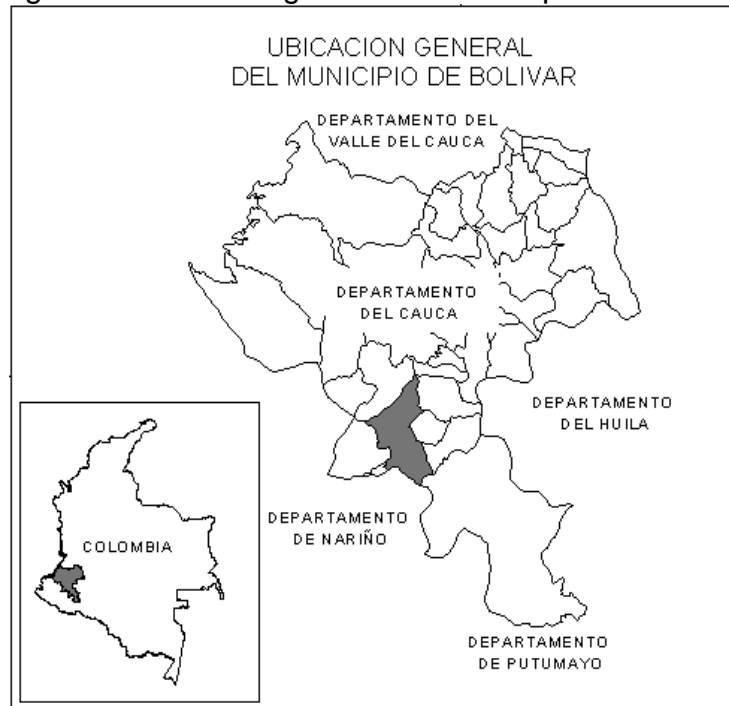 UBICACION GENERAL
DEL MUNICIPIO DE BOLIVAR
DEPARTAMENTO DEL
VALLE DEL CAUCA
DEPARTAMENTO
DEL CAUCA
DEPARTAMENTO
DEL HUILA
DEPARTAMENTO
DE NARIÑO
COLOMBIA
DEPARTAMENTO
DE PUTUMAYO